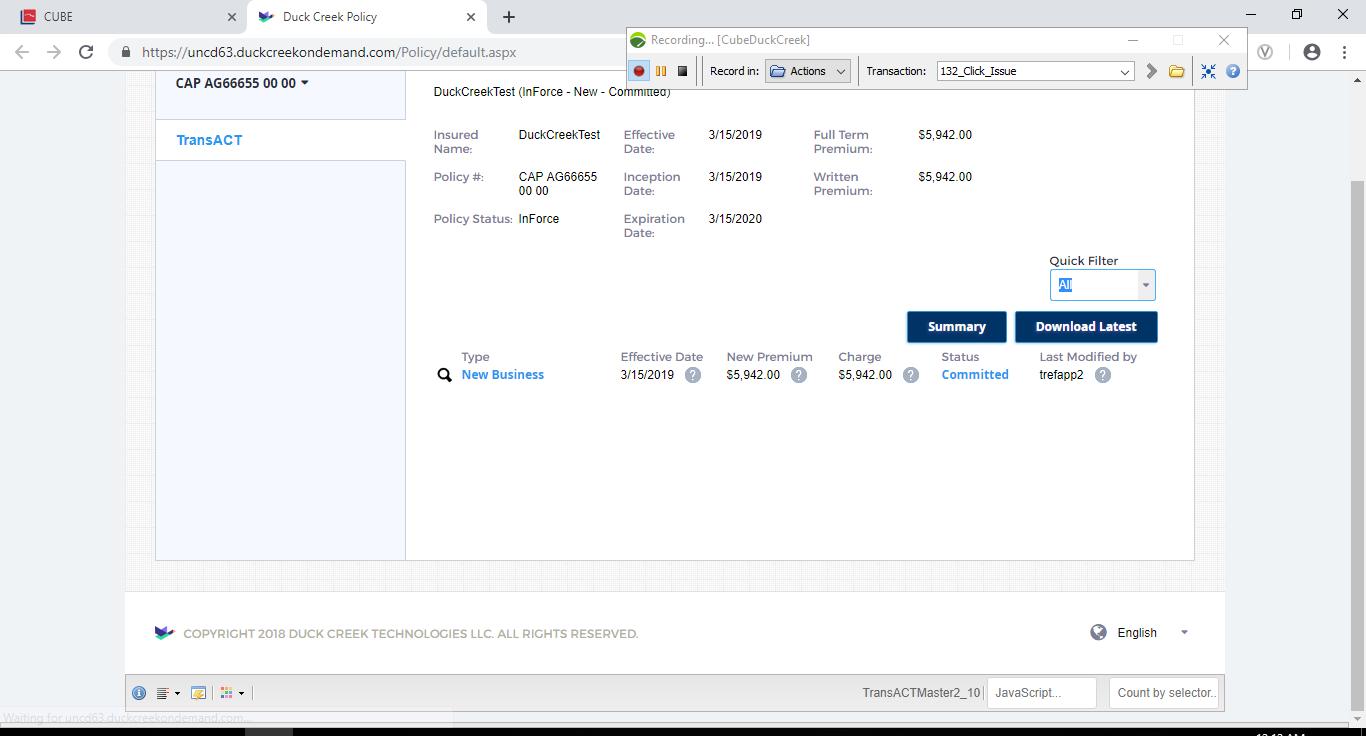 CUBE
Duck Creek Policy
https://uncd63.duckcreekondemand.com/Policy/default.aspx
Recording... [CubeDuckCreek]
Record in:
Actions
Transaction:
132_Click_Issue
CAP AG66655 00 00
TransACT
DuckCreekTest (InForce - New - Committed)
Insured Name:
DuckCreekTest
Effective Date:
3/15/2019
Full Term Premium:
$5,942.00
Policy #:
CAP AG66655 00 00
Inception Date:
3/15/2019
Written Premium:
$5,942.00
Policy Status:
InForce
Expiration Date:
3/15/2020
Quick Filter
All
Summary
Download Latest
Type
Effective Date
New Premium
Charge
Status
Last Modified by
New Business
3/15/2019
$5,942.00
$5,942.00
Committed
trefapp2
COPYRIGHT 2018 DUCK CREEK TECHNOLOGIES LLC. ALL RIGHTS RESERVED.
English
TransACTMaster2_10
JavaScript...
Count by selector..
Waiting for uncd63.duckcreekondemand.com...